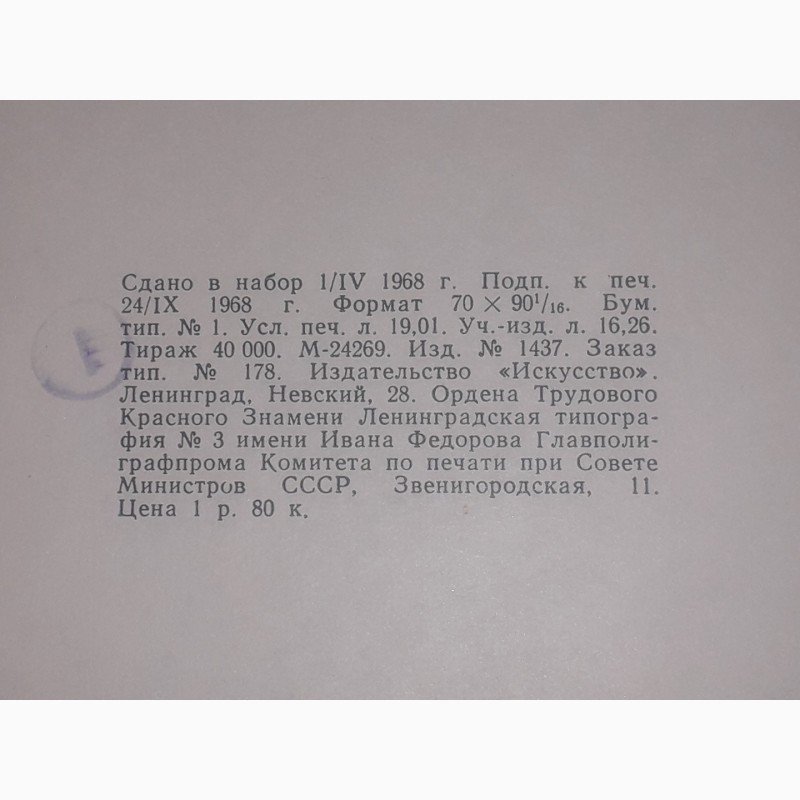 Сдано в набор 1/IV 1968 г. Подп. к печ.
24/IX 1968 г. Формат 70 × 90¹/₁₆. Бум.
тип. № 1. Усл. печ. л. 19,01. Уч.-изд. л. 16,26.
Тираж 40 000. М-24269. Изд. № 1437. Заказ
тип. № 178. Издательство «Искусство».
Ленинград, Невский, 28. Ордена Трудового
Красного Знамени Ленинградская типогра-
фия № 3 имени Ивана Федорова Главполи-
графпрома Комитета по печати при Совете
Министров СССР, Звенигородская, 11.
Цена 1 р. 80 к.